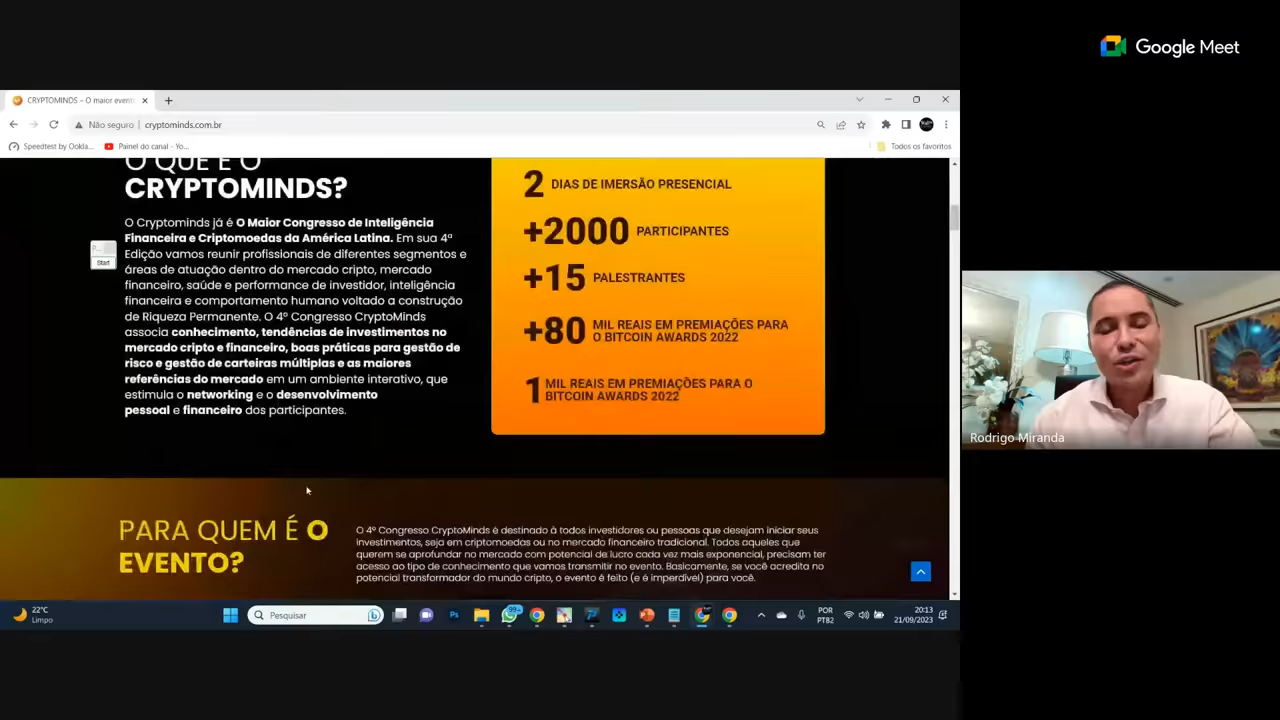 Google Meet
CRYPTOMINDS – O maior evento
Não seguro
cryptominds.com.br
Speedtest by Ookla...
Painel do canal - Yo...
Todos os favoritos
O QUE É O
CRYPTOMINDS?
O Cryptominds já é O Maior Congresso de Inteligência
Financeira e Criptomoedas da América Latina. Em sua 4ª
Edição vamos reunir profissionais de diferentes segmentos e
áreas de atuação dentro do mercado cripto, mercado
financeiro, saúde e performance de investidor, inteligência
financeira e comportamento humano voltado a construção
de Riqueza Permanente. O 4º Congresso CryptoMinds
associa conhecimento, tendências de investimentos no
mercado cripto e financeiro, boas práticas para gestão de
risco e gestão de carteiras múltiplas e as maiores
referências do mercado em um ambiente interativo, que
estimula o networking e o desenvolvimento
pessoal e financeiro dos participantes.
Start
2 DIAS DE IMERSÃO PRESENCIAL
+2000 PARTICIPANTES
+15 PALESTRANTES
+80 MIL REAIS EM PREMIAÇÕES PARA
O BITCOIN AWARDS 2022
1 MIL REAIS EM PREMIAÇÕES PARA O
BITCOIN AWARDS 2022
PARA QUEM É O
EVENTO?
O 4º Congresso CryptoMinds é destinado à todos investidores ou pessoas que desejam iniciar seus
investimentos, seja em criptomoedas ou no mercado financeiro tradicional. Todos aqueles que
querem se aprofundar no mercado com potencial de lucro cada vez mais exponencial, precisam ter
acesso ao tipo de conhecimento que vamos transmitir no evento. Basicamente, se você acredita no
potencial transformador do mundo cripto, o evento é feito (e é imperdível) para você.
Rodrigo Miranda
22°C
Limpo
Pesquisar
99+
POR
PTB2
20:13
21/09/2023